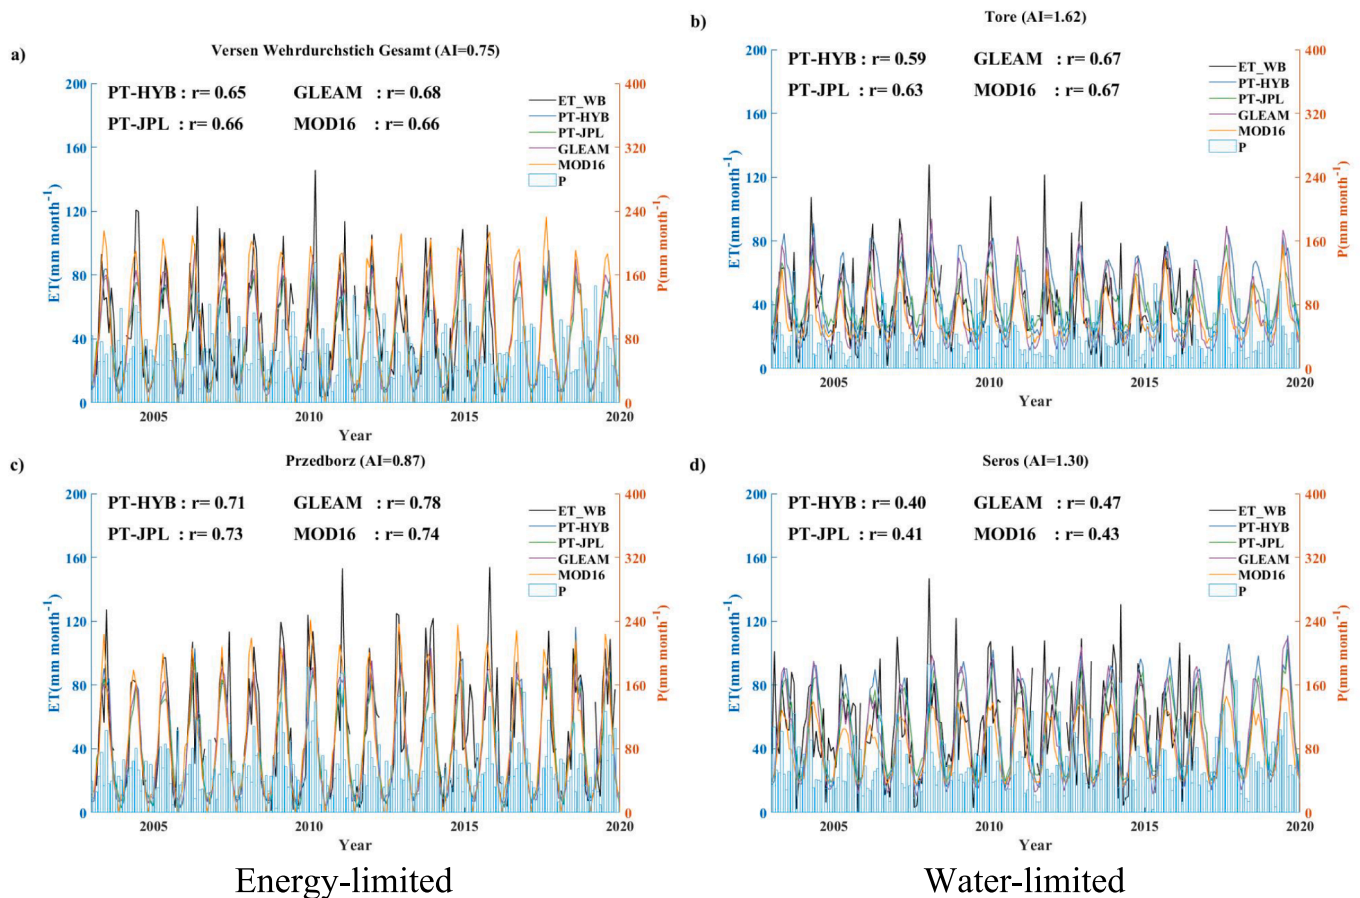 a)
Versen Wehrdurchstich Gesamt (AI=0.75)
PT-HYB : r= 0.65 GLEAM : r= 0.68
PT-JPL : r= 0.66 MOD16 : r= 0.66
ET_WB
PT-HYB
PT-JPL
GLEAM
MOD16
P
ET(mm month⁻¹)
200
160
120
80
40
0
P(mm month⁻¹)
400
320
240
160
80
0
2005 2010 2015 2020
Year
b)
Tore (AI=1.62)
PT-HYB : r= 0.59 GLEAM : r= 0.67
PT-JPL : r= 0.63 MOD16 : r= 0.67
ET_WB
PT-HYB
PT-JPL
GLEAM
MOD16
P
ET(mm month⁻¹)
200
160
120
80
40
0
P(mm month⁻¹)
400
320
240
160
80
0
2005 2010 2015 2020
Year
c)
Przedborz (AI=0.87)
PT-HYB : r= 0.71 GLEAM : r= 0.78
PT-JPL : r= 0.73 MOD16 : r= 0.74
ET_WB
PT-HYB
PT-JPL
GLEAM
MOD16
P
ET(mm month⁻¹)
200
160
120
80
40
0
P(mm month⁻¹)
400
320
240
160
80
0
2005 2010 2015 2020
Year
d)
Seros (AI=1.30)
PT-HYB : r= 0.40 GLEAM : r= 0.47
PT-JPL : r= 0.41 MOD16 : r= 0.43
ET_WB
PT-HYB
PT-JPL
GLEAM
MOD16
P
ET(mm month⁻¹)
200
160
120
80
40
0
P(mm month⁻¹)
400
320
240
160
80
0
2005 2010 2015 2020
Year
Energy-limited
Water-limited